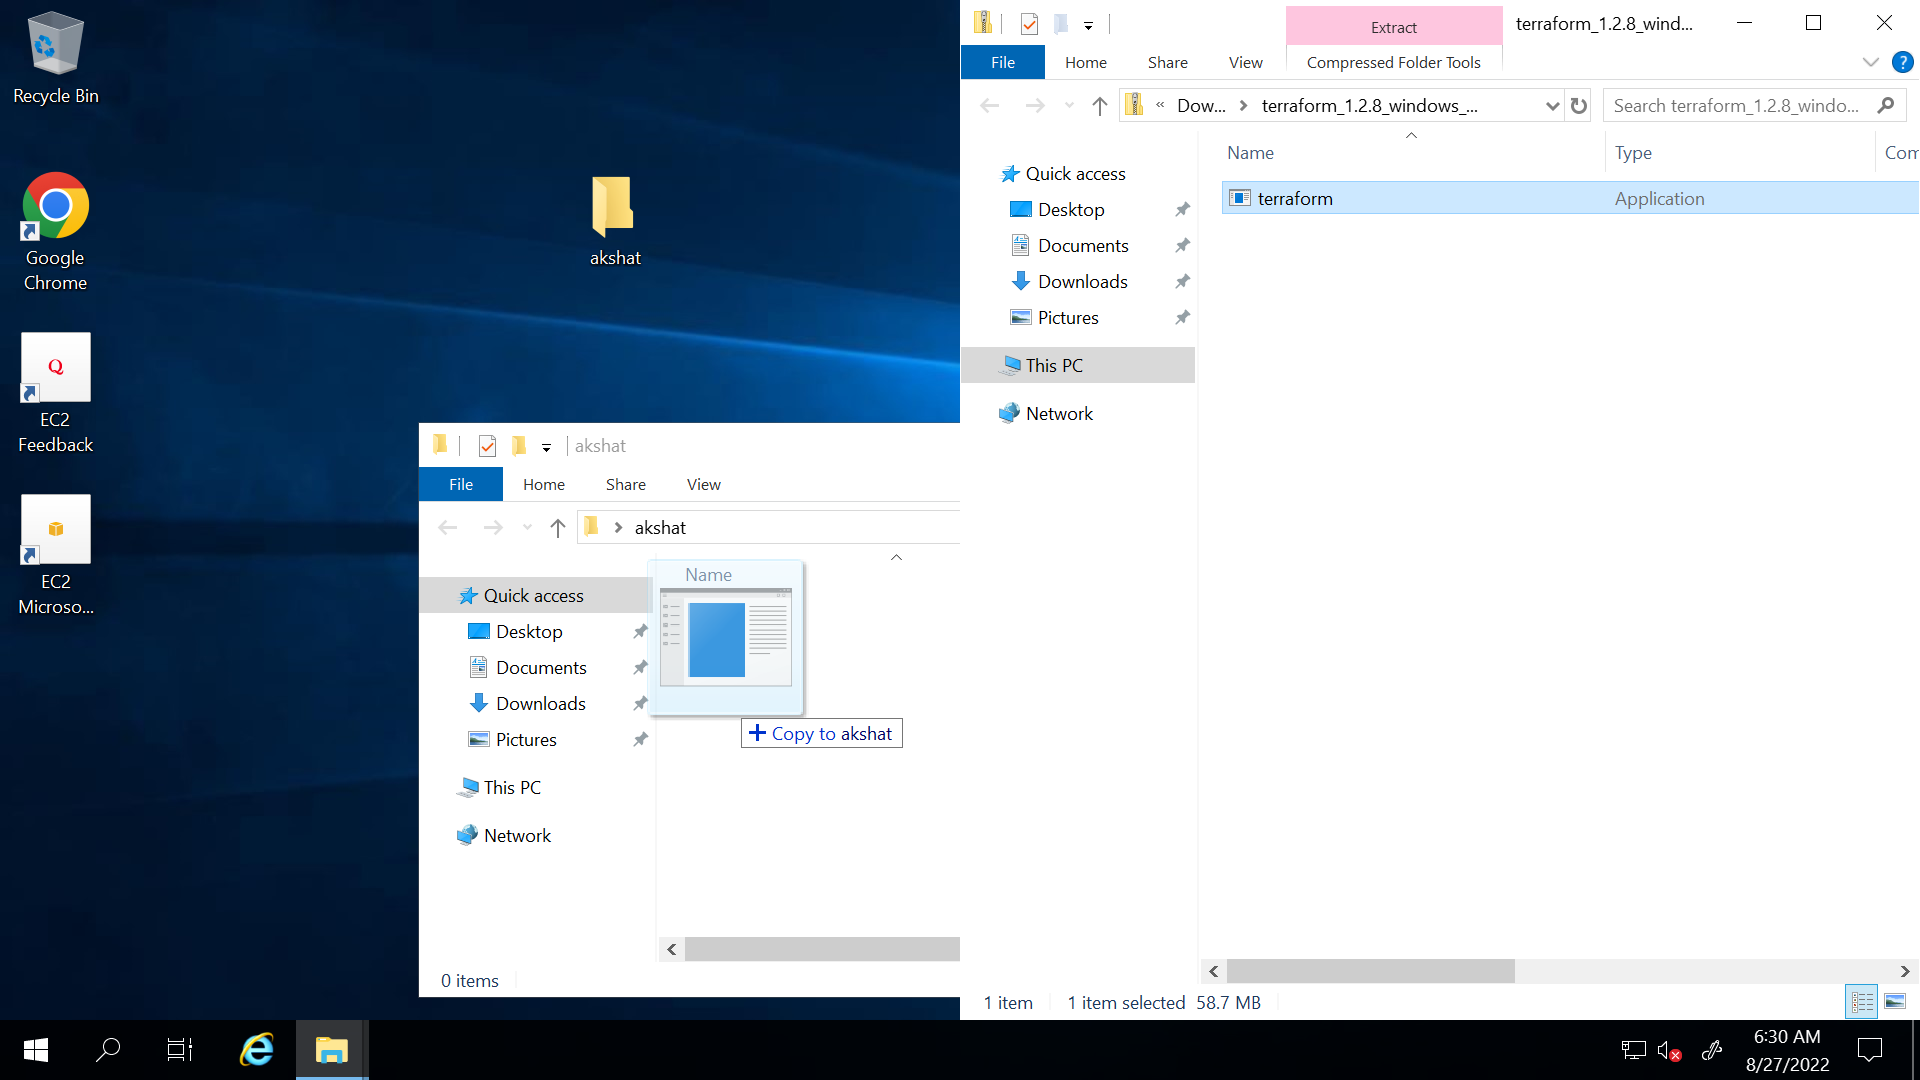 Recycle Bin
Google
Chrome
EC2
Feedback
EC2
Microso...
akshat
akshat
File
Home
Share
View
akshat
Name
Quick access
Desktop
Documents
Downloads
Pictures
This PC
Network
Copy to akshat
0 items
Extract
terraform_1.2.8_wind...
File
Home
Share
View
Compressed Folder Tools
« Dow... terraform_1.2.8_windows_...
Search terraform_1.2.8_windo...
Name
Type
Com
Quick access
Desktop
Documents
Downloads
Pictures
This PC
Network
terraform
Application
1 item
1 item selected 58.7 MB
6:30 AM
8/27/2022